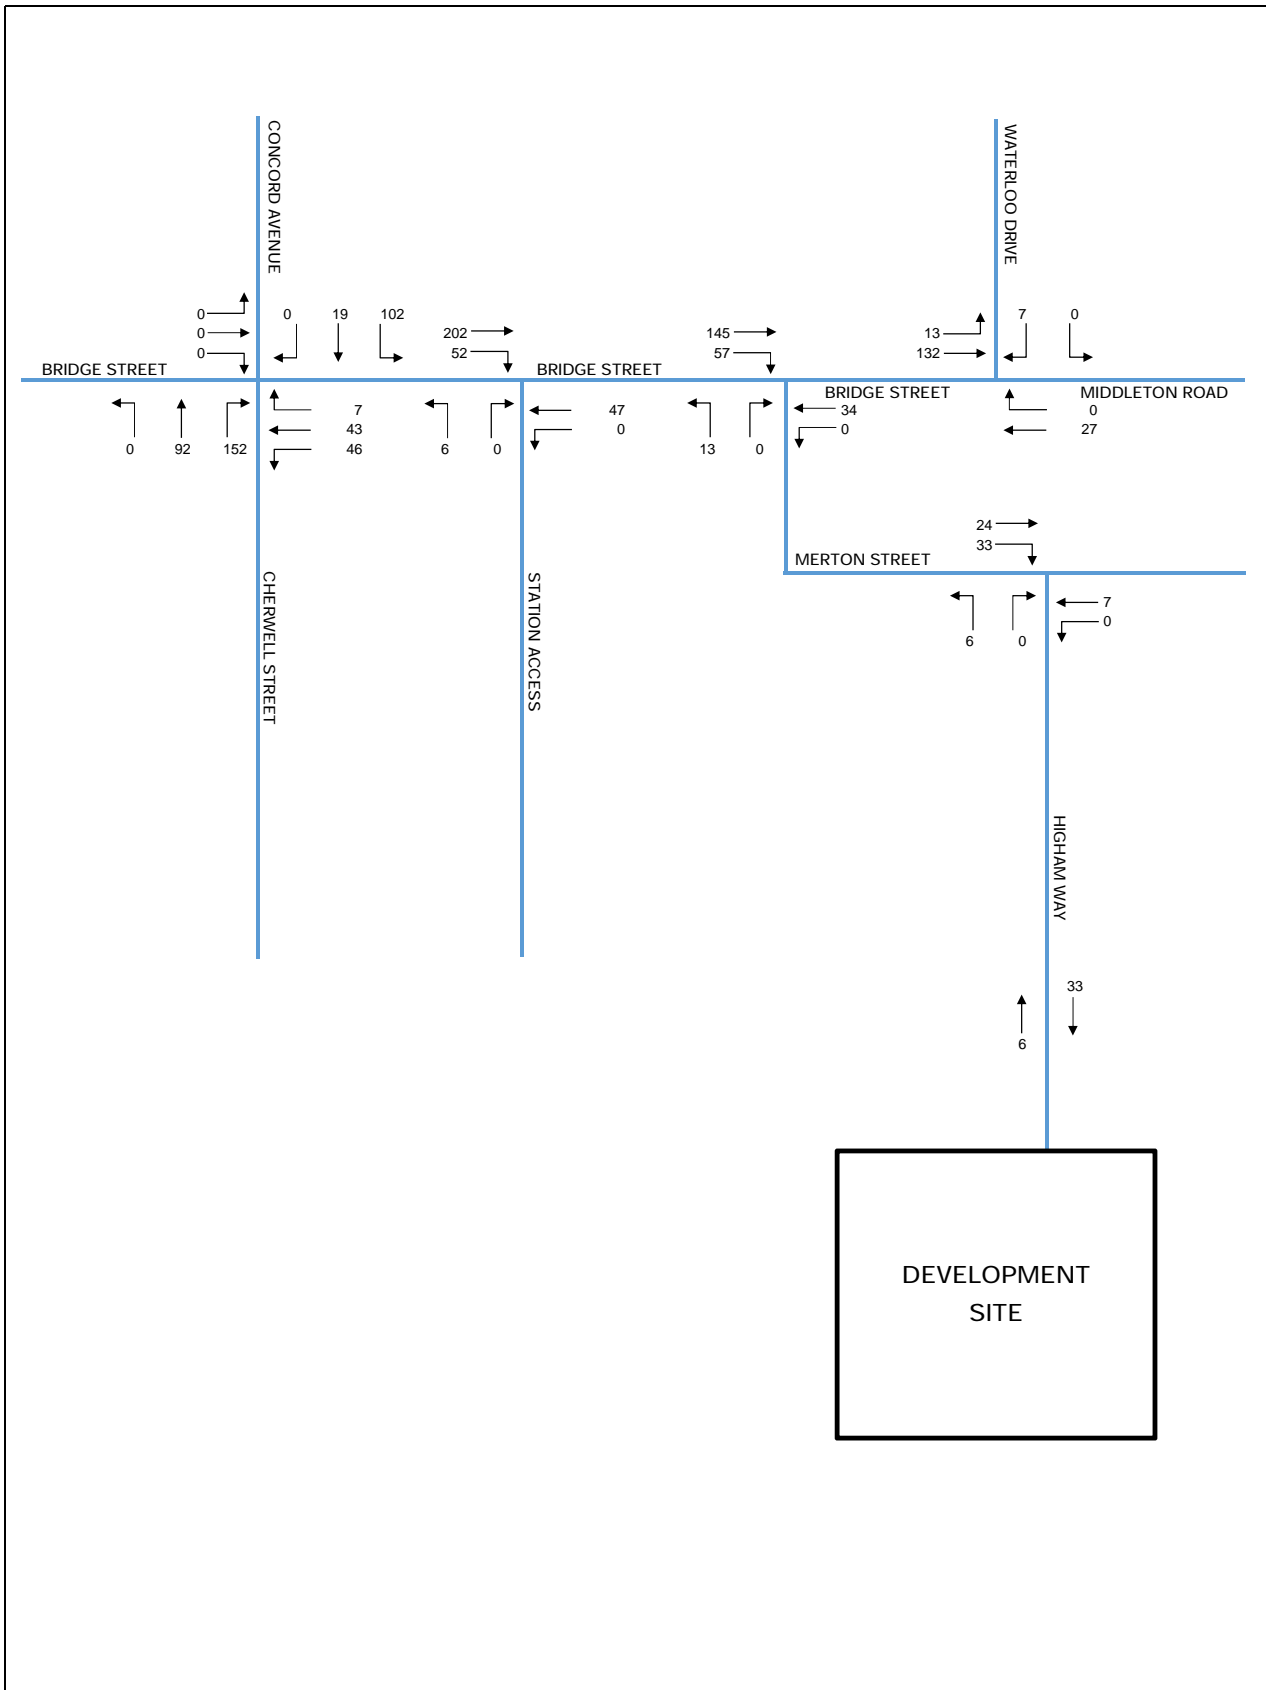 CONCORD AVENUE
WATERLOO DRIVE
0
0
0
0 19 102
202
52
145
57
13
132
7 0
BRIDGE STREET
BRIDGE STREET
BRIDGE STREET
MIDDLETON ROAD
0 92 152
7
43
46
6 0
47
0
13 0
34
0
0
27
24
33
MERTON STREET
6 0
7
0
CHERWELL STREET
STATION ACCESS
HIGHAM WAY
33
6
DEVELOPMENT
SITE